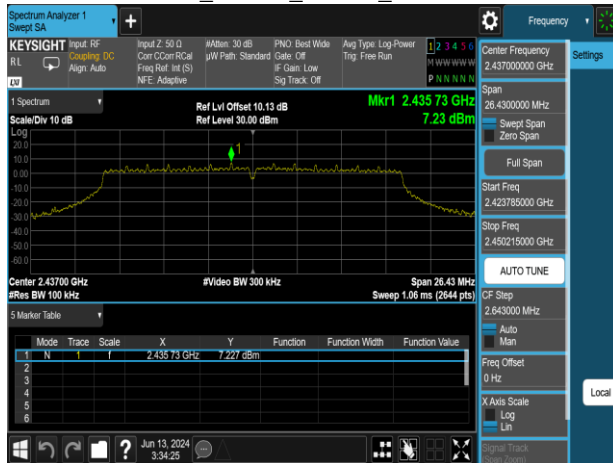 Spectrum Analyzer 1
Swept SA
+
Frequency
KEYSIGHT
RL
LXI
Input: RF
Coupling: DC
Align: Auto
Input Z: 50 Ω
Corr CCorr RCal
Freq Ref: Int (S)
NFE: Adaptive
#Atten: 30 dB
µW Path: Standard
PNO: Best Wide
Gate: Off
IF Gain: Low
Sig Track: Off
Avg Type: Log-Power
Trig: Free Run
1 2 3 4 5 6
M W W W W W
P N N N N N
1 Spectrum
Scale/Div 10 dB
Ref Lvl Offset 10.13 dB
Ref Level 30.00 dBm
Mkr1 2.435 73 GHz
7.23 dBm
Log
20.0
10.0
0.00
-10.0
-20.0
-30.0
-40.0
-50.0
-60.0
1
Center 2.43700 GHz
#Res BW 100 kHz
#Video BW 300 kHz
Span 26.43 MHz
Sweep 1.06 ms (2644 pts)
5 Marker Table
Mode Trace Scale X Y Function Function Width Function Value
1 N 1 f 2.435 73 GHz 7.227 dBm
2
3
4
5
6
Jun 13, 2024
3:34:25
Center Frequency
2.437000000 GHz
Settings
Span
26.4300000 MHz
Swept Span
Zero Span
Full Span
Start Freq
2.423785000 GHz
Stop Freq
2.450215000 GHz
AUTO TUNE
CF Step
2.643000 MHz
Auto
Man
Freq Offset
0 Hz
X Axis Scale
Log
Lin
Local
Signal Track
(Span Zoom)